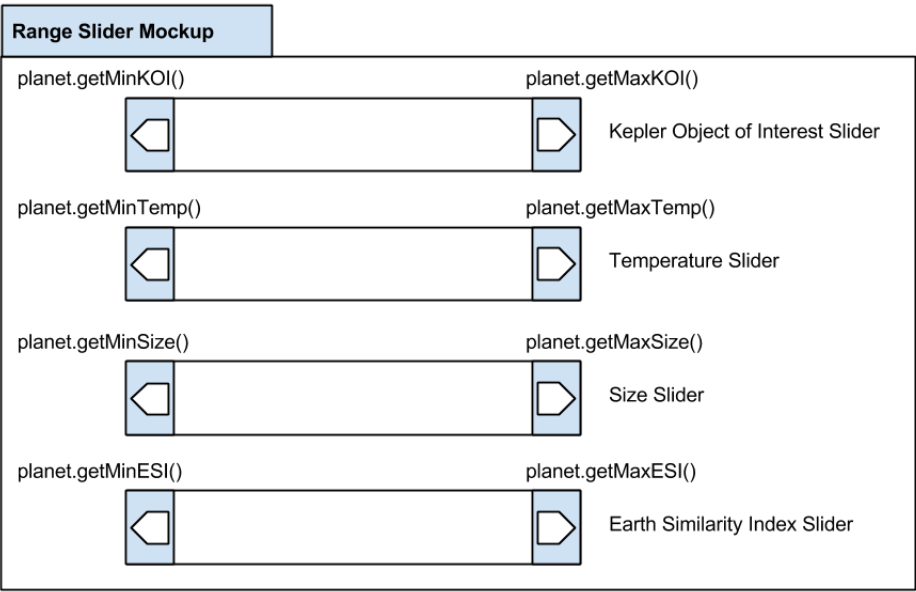 Range Slider Mockup
planet.getMinKOI() planet.getMaxKOI()
Kepler Object of Interest Slider
planet.getMinTemp() planet.getMaxTemp()
Temperature Slider
planet.getMinSize() planet.getMaxSize()
Size Slider
planet.getMinESI() planet.getMaxESI()
Earth Similarity Index Slider